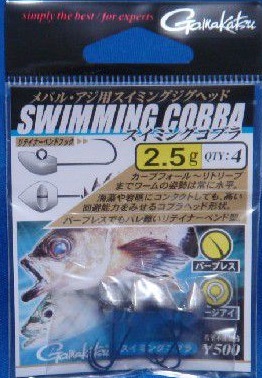 simply the best / for experts
Gamakatsu
メバル・アジ用スイミングジグヘッド
SWIMMING COBRA
スイミングコブラ
リテイナーベンドフック
2.5g QTY:4
カーブフォール～リトリーブ
までワームの姿勢は常に水平。
海藻や岩礁にコンタクトしても、高い
回避能力をみせるコブラヘッド形状。
バーブレスでもハレ難いリテイナーベンド型
バーブレス
Gamakatsu スイミングコブラ
¥500